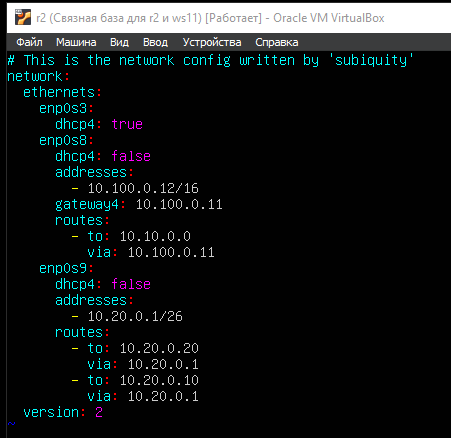 r2 (Связная база для r2 и ws11) [Работает] - Oracle VM VirtualBox
Файл Машина Вид Ввод Устройства Справка
# This is the network config written by 'subiquity'
network:
  ethernets:
    enp0s3:
      dhcp4: true
    enp0s8:
      dhcp4: false
      addresses:
        - 10.100.0.12/16
      gateway4: 10.100.0.11
      routes:
        - to: 10.10.0.0
          via: 10.100.0.11
    enp0s9:
      dhcp4: false
      addresses:
        - 10.20.0.1/26
      routes:
        - to: 10.20.0.20
          via: 10.20.0.1
        - to: 10.20.0.10
          via: 10.20.0.1
  version: 2
~